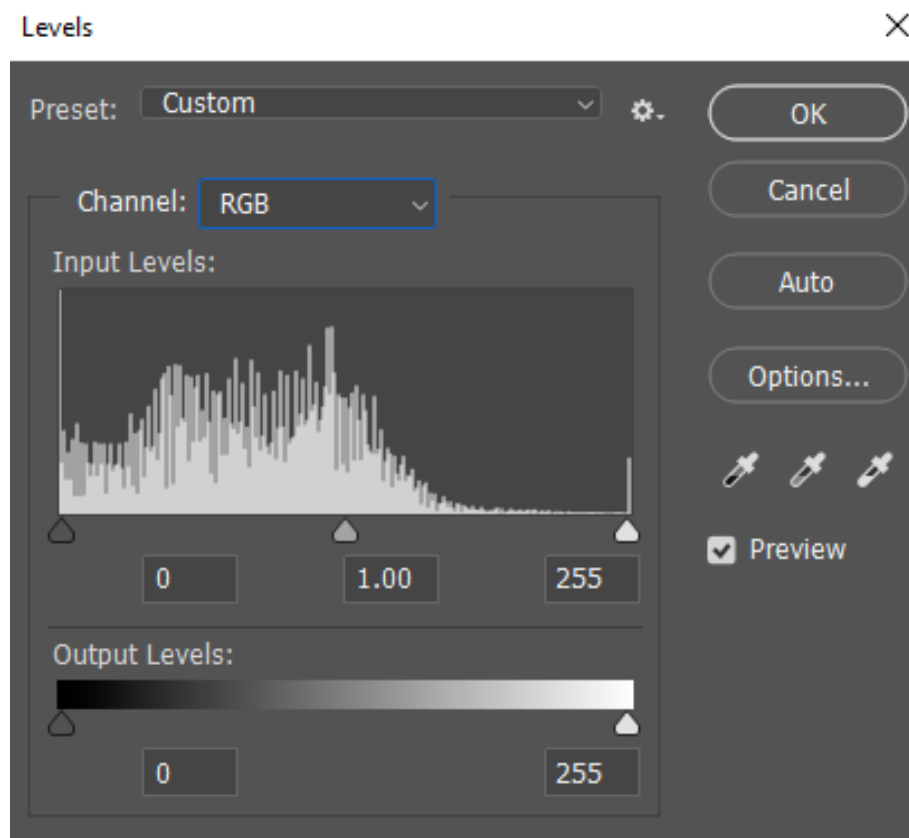 Levels
Preset: Custom
OK
Channel: RGB
Cancel
Input Levels:
Auto
Options...
Preview
0 1.00 255
Output Levels:
0 255